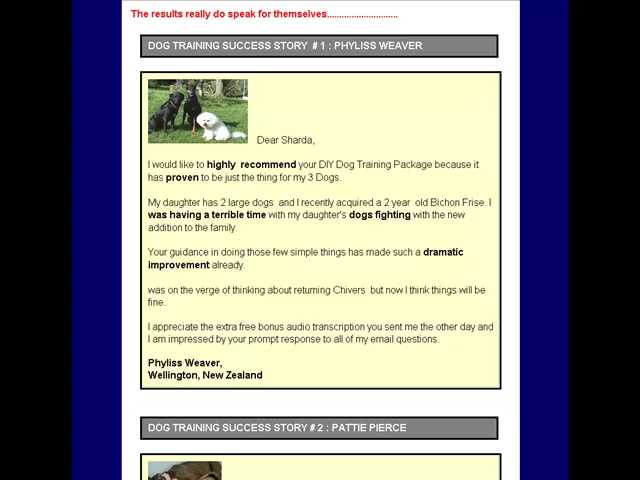 The results really do speak for themselves............................
DOG TRAINING SUCCESS STORY # 1 : PHYLISS WEAVER
Dear Sharda,
I would like to highly recommend your DIY Dog Training Package because it
has proven to be just the thing for my 3 Dogs.
My daughter has 2 large dogs and I recently acquired a 2 year old Bichon Frise. I
was having a terrible time with my daughter's dogs fighting with the new
addition to the family.
Your guidance in doing those few simple things has made such a dramatic
improvement already.
was on the verge of thinking about returning Chivers but now I think things will be
fine.
I appreciate the extra free bonus audio transcription you sent me the other day and
I am impressed by your prompt response to all of my email questions.
Phyliss Weaver,
Wellington, New Zealand
DOG TRAINING SUCCESS STORY # 2 : PATTIE PIERCE